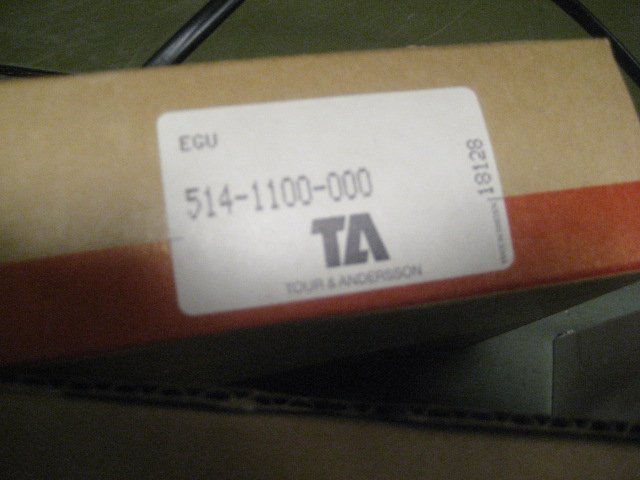 EGU
514-1100-000
18128
TA
TOUR & ANDERSSON